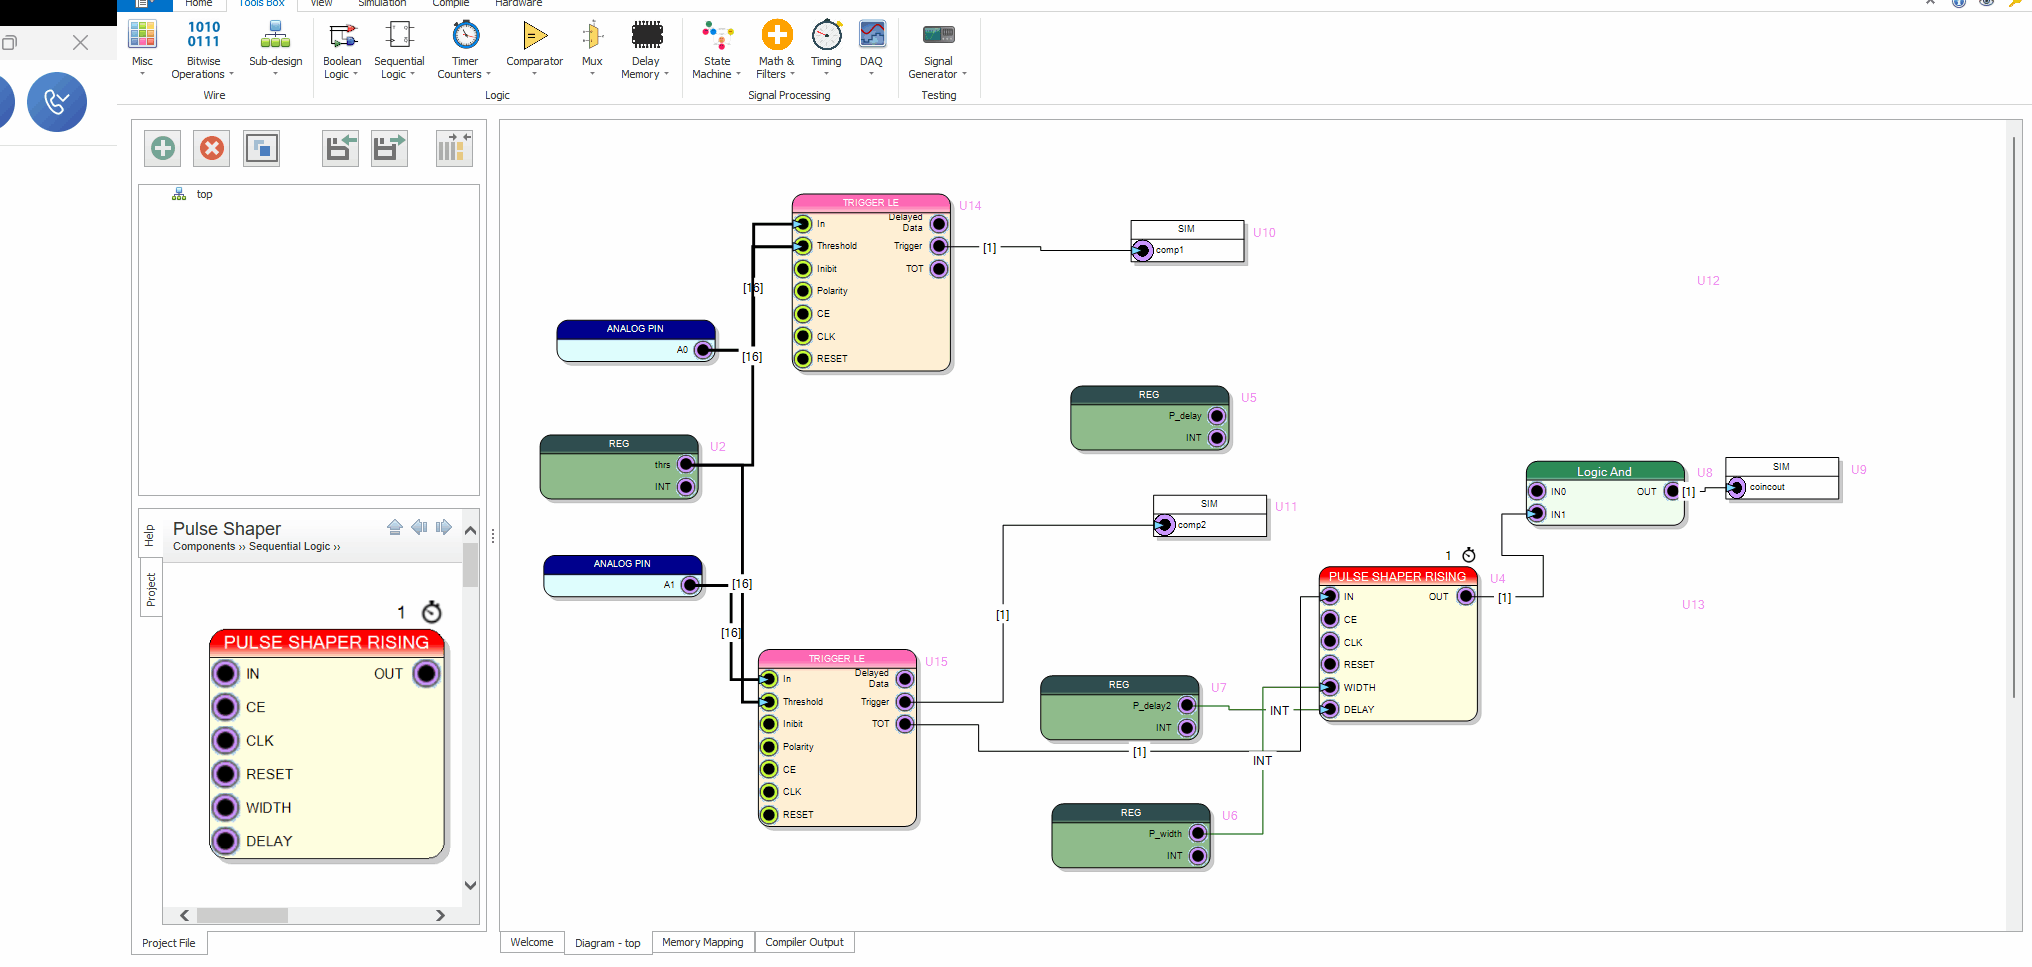 Home Tools Box View Simulation Compile Hardware
1010
0111
Misc
Bitwise
Operations
Sub-design
Boolean
Logic
Sequential
Logic
Timer
Counters
Comparator
Mux
Delay
Memory
State
Machine
Math &
Filters
Timing
DAQ
Signal
Generator
Wire
Logic
Signal Processing
Testing
top
Help
Project
Pulse Shaper
Components ›› Sequential Logic ››
1
PULSE SHAPER RISING
IN OUT
CE
CLK
RESET
WIDTH
DELAY
Project File
TRIGGER LE
U14
In
Delayed
Data
Threshold
Trigger
Inibit
TOT
Polarity
CE
CLK
RESET
[1]
SIM
U10
comp1
U12
[16]
ANALOG PIN
A0
[16]
REG
U5
P_delay
INT
REG
U2
thrs
INT
Logic And
U8
IN0 OUT
IN1
[1]
SIM
U9
coincout
SIM
U11
comp2
ANALOG PIN
A1
[16]
[16]
[1]
1
PULSE SHAPER RISING
U4
IN OUT
CE
CLK
RESET
WIDTH
DELAY
[1]
U13
TRIGGER LE
U15
In
Delayed
Data
Threshold
Trigger
Inibit
TOT
Polarity
CE
CLK
RESET
REG
U7
P_delay2
INT
INT
[1]
INT
REG
U6
P_width
INT
Welcome
Diagram - top
Memory Mapping
Compiler Output